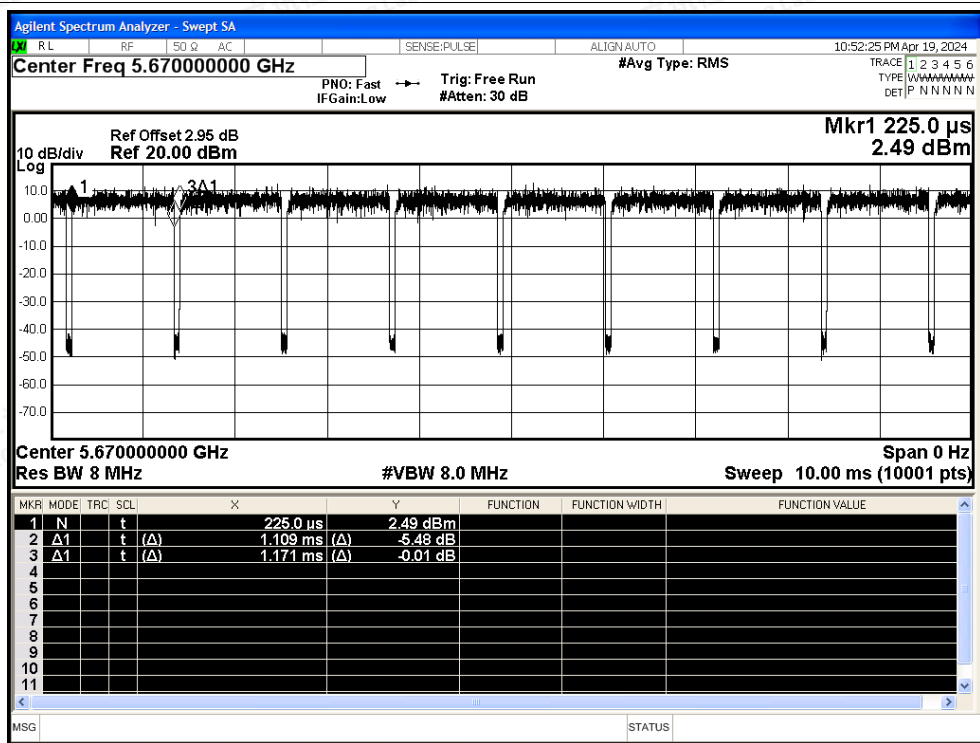 Agilent Spectrum Analyzer - Swept SA
LXI RL RF 50 Ω AC SENSE:PULSE ALIGN AUTO 10:52:25 PM Apr 19, 2024
Center Freq 5.670000000 GHz #Avg Type: RMS TRACE 1 2 3 4 5 6
PNO: Fast Trig: Free Run TYPE W
IFGain:Low #Atten: 30 dB DET P N N N N N
Ref Offset 2.95 dB Mkr1 225.0 µs
10 dB/div Ref 20.00 dBm 2.49 dBm
Log
10.0 1 3Δ1
0.00
-10.0
-20.0
-30.0
-40.0
-50.0
-60.0
-70.0
Center 5.670000000 GHz Span 0 Hz
Res BW 8 MHz #VBW 8.0 MHz Sweep 10.00 ms (10001 pts)
MKR MODE TRC SCL X Y FUNCTION FUNCTION WIDTH FUNCTION VALUE
1 N t 225.0 µs 2.49 dBm
2 Δ1 t (Δ) 1.109 ms (Δ) -5.48 dB
3 Δ1 t (Δ) 1.171 ms (Δ) -0.01 dB
4
5
6
7
8
9
10
11
MSG STATUS